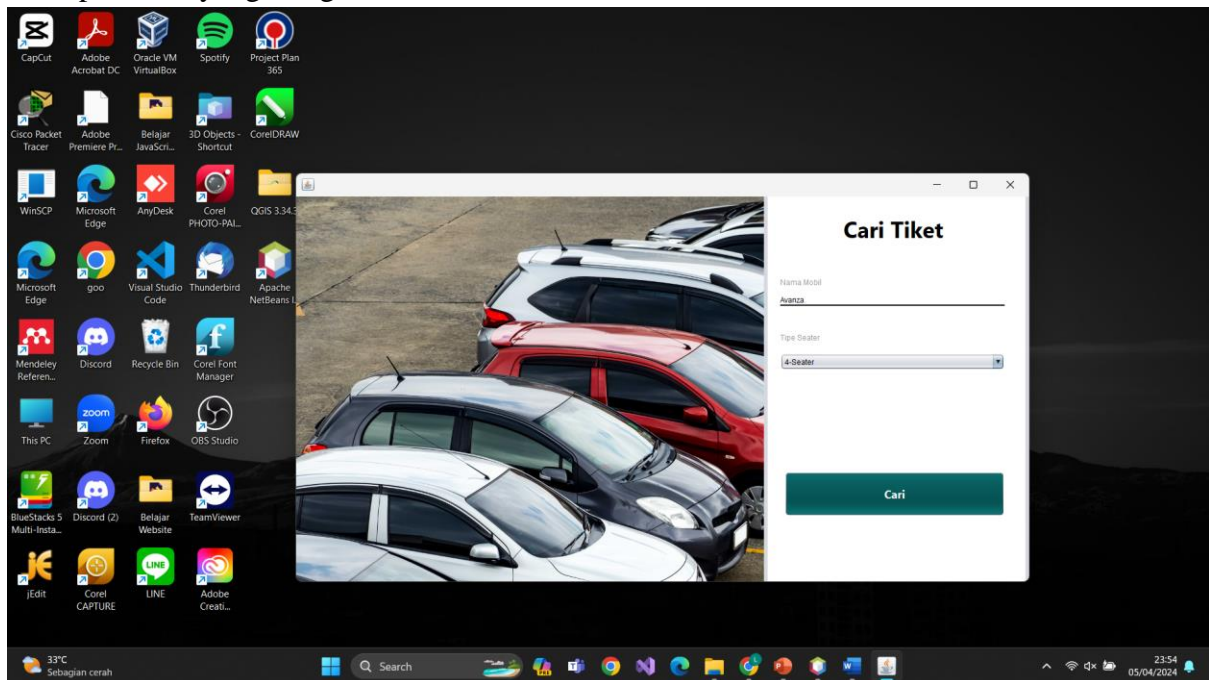 CapCut
Adobe
Acrobat DC
Oracle VM
VirtualBox
Spotify
Project Plan
365
Cisco Packet
Tracer
Adobe
Premiere Pr...
Belajar
JavaScri...
3D Objects -
Shortcut
CorelDRAW
WinSCP
Microsoft
Edge
AnyDesk
Corel
PHOTO-PAI...
QGIS 3.34.3
Microsoft
Edge
goo
Visual Studio
Code
Thunderbird
Apache
NetBeans I...
Mendeley
Referen...
Discord
Recycle Bin
Corel Font
Manager
This PC
zoom
Zoom
Firefox
OBS Studio
BlueStacks 5
Multi-Insta...
Discord (2)
Belajar
Website
TeamViewer
jE
jEdit
Corel
CAPTURE
LINE
LINE
Adobe
Creati...
Cari Tiket
Nama Mobil
Avanza
Tipe Seater
4-Seater
Cari
33°C
Sebagian cerah
Search
23:54
05/04/2024